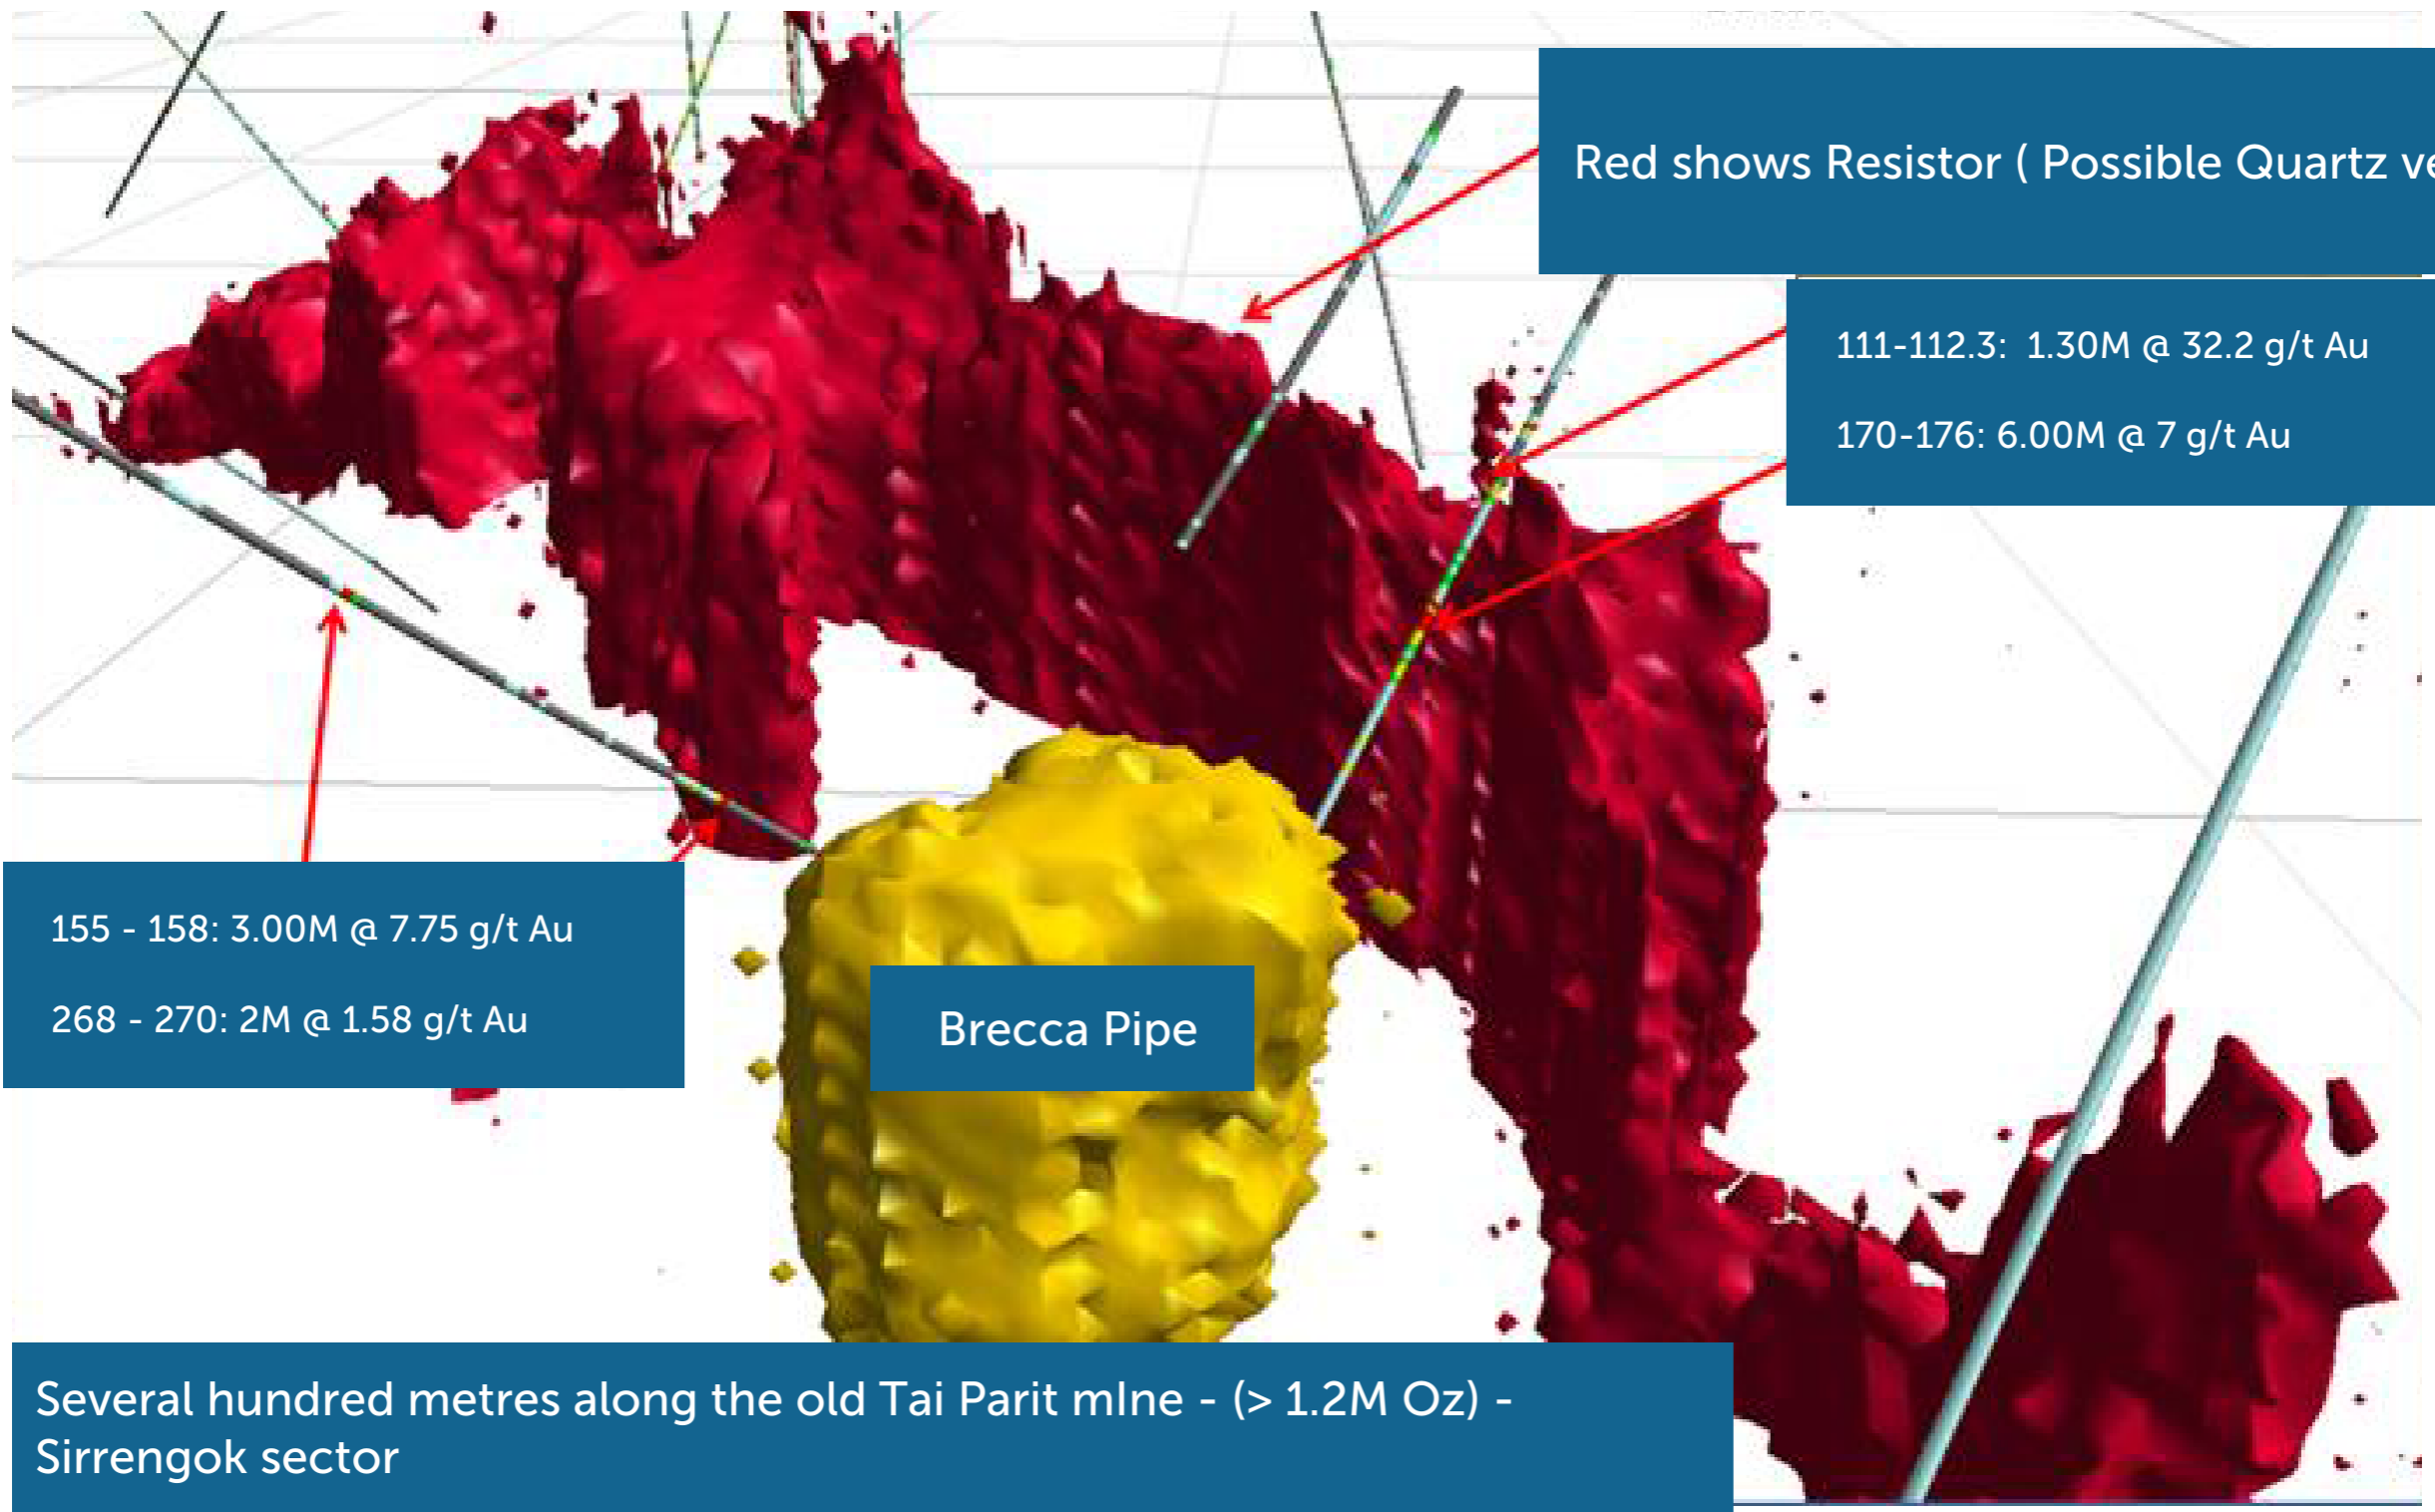 Red shows Resistor ( Possible Quartz
111-112.3: 1.30M @ 32.2 g/t Au
170-176: 6.00M @ 7 g/t Au
155 - 158: 3.00M @ 7.75 g/t Au
268 - 270: 2M @ 1.58 g/t Au
Brecca Pipe
Several hundred metres along the old Tai Parit mIne - (> 1.2M Oz) -
Sirrengok sector